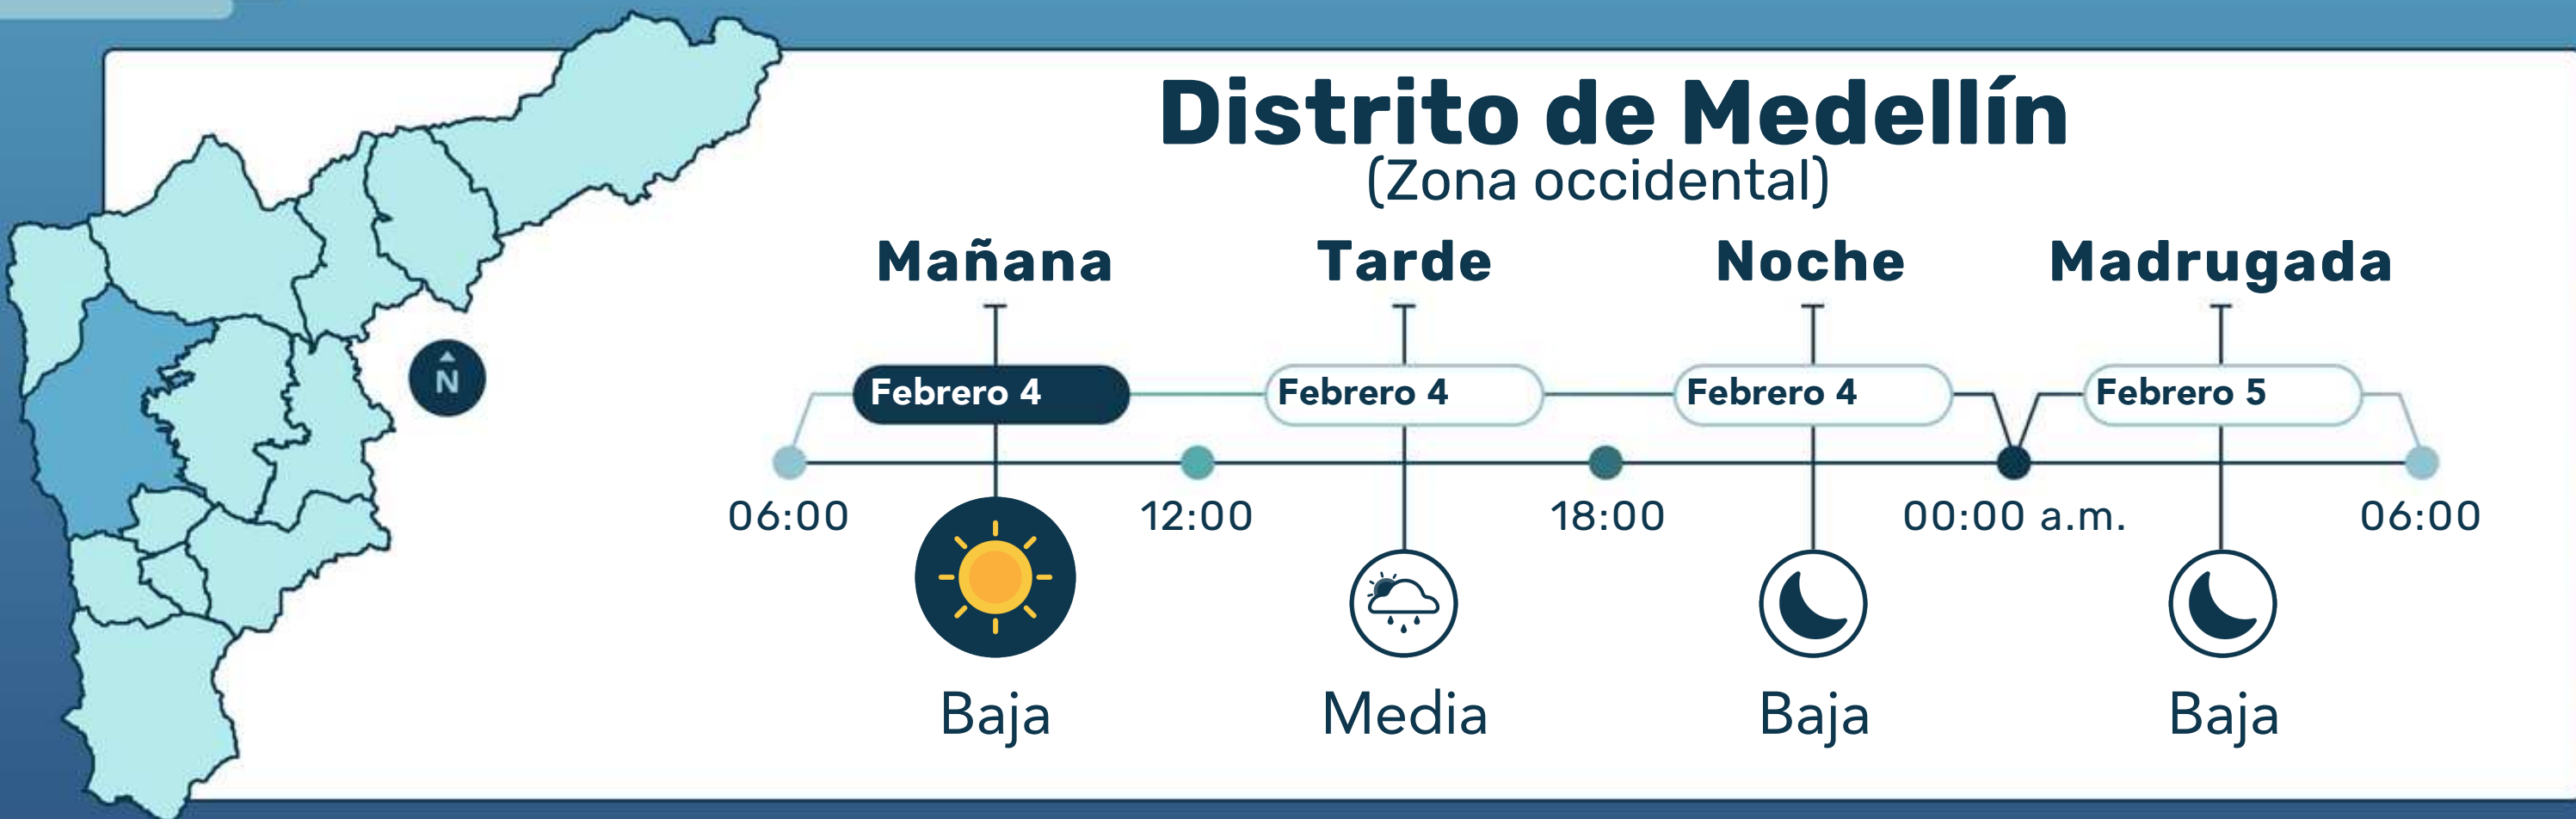 Distrito de Medellín
(Zona occidental)
Mañana Tarde Noche Madrugada
Febrero 4 Febrero 4 Febrero 4 Febrero 5
N
06:00 12:00 18:00 00:00 a.m. 06:00
Baja Media Baja Baja